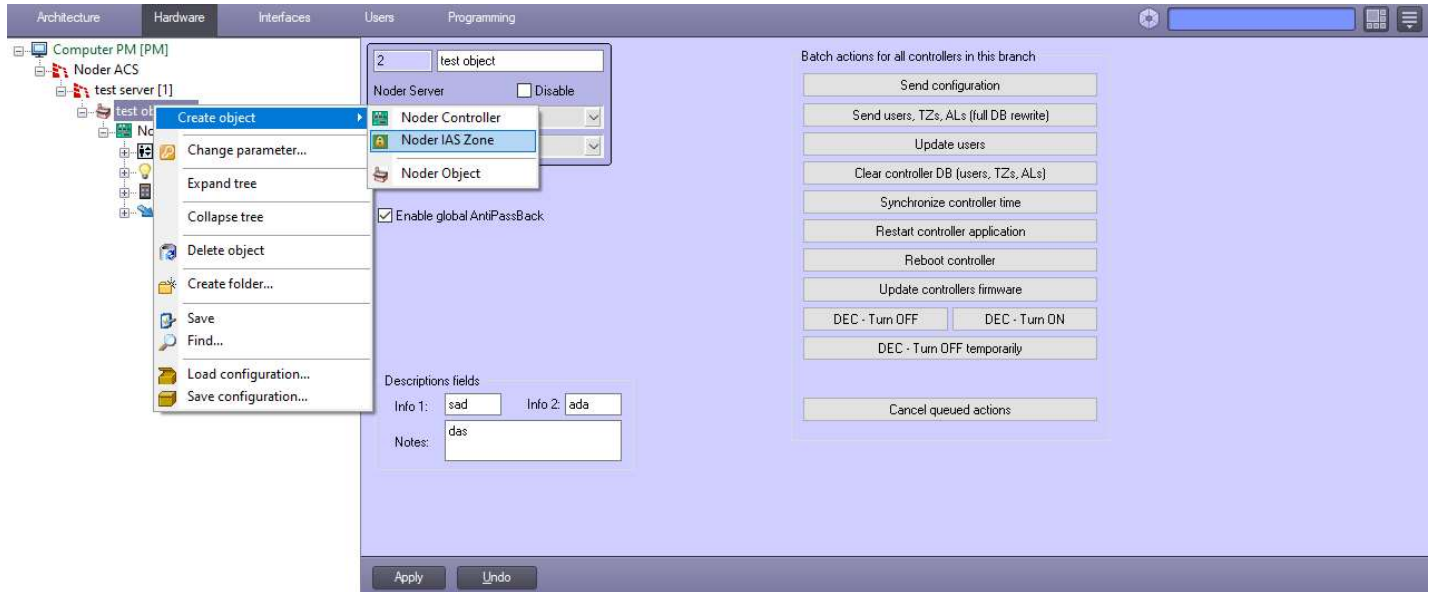 Architecture Hardware Interfaces Users Programming
Computer PM [PM]
Noder ACS
test server [1]
test ob
No
Create object
Change parameter...
Expand tree
Collapse tree
Delete object
Create folder...
Save
Find...
Load configuration...
Save configuration...
Noder Controller
Noder IAS Zone
Noder Object
2 test object
Noder Server Disable
Enable global AntiPassBack
Descriptions fields
Info 1: sad Info 2: ada
Notes: das
Batch actions for all controllers in this branch
Send configuration
Send users, TZs, ALs (full DB rewrite)
Update users
Clear controller DB (users, TZs, ALs)
Synchronize controller time
Restart controller application
Reboot controller
Update controllers firmware
DEC - Turn OFF DEC - Turn ON
DEC - Turn OFF temporarily
Cancel queued actions
Apply Undo